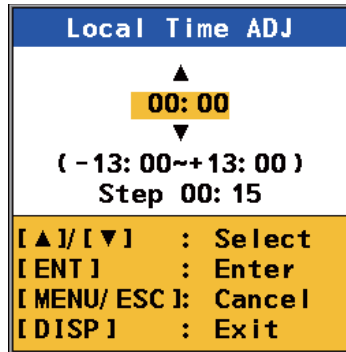 Local Time ADJ
▲
00:00
▼
(-13:00~+13:00)
Step 00:15
[▲]/[▼] : Select
[ENT] : Enter
[MENU/ESC]: Cancel
[DISP] : Exit